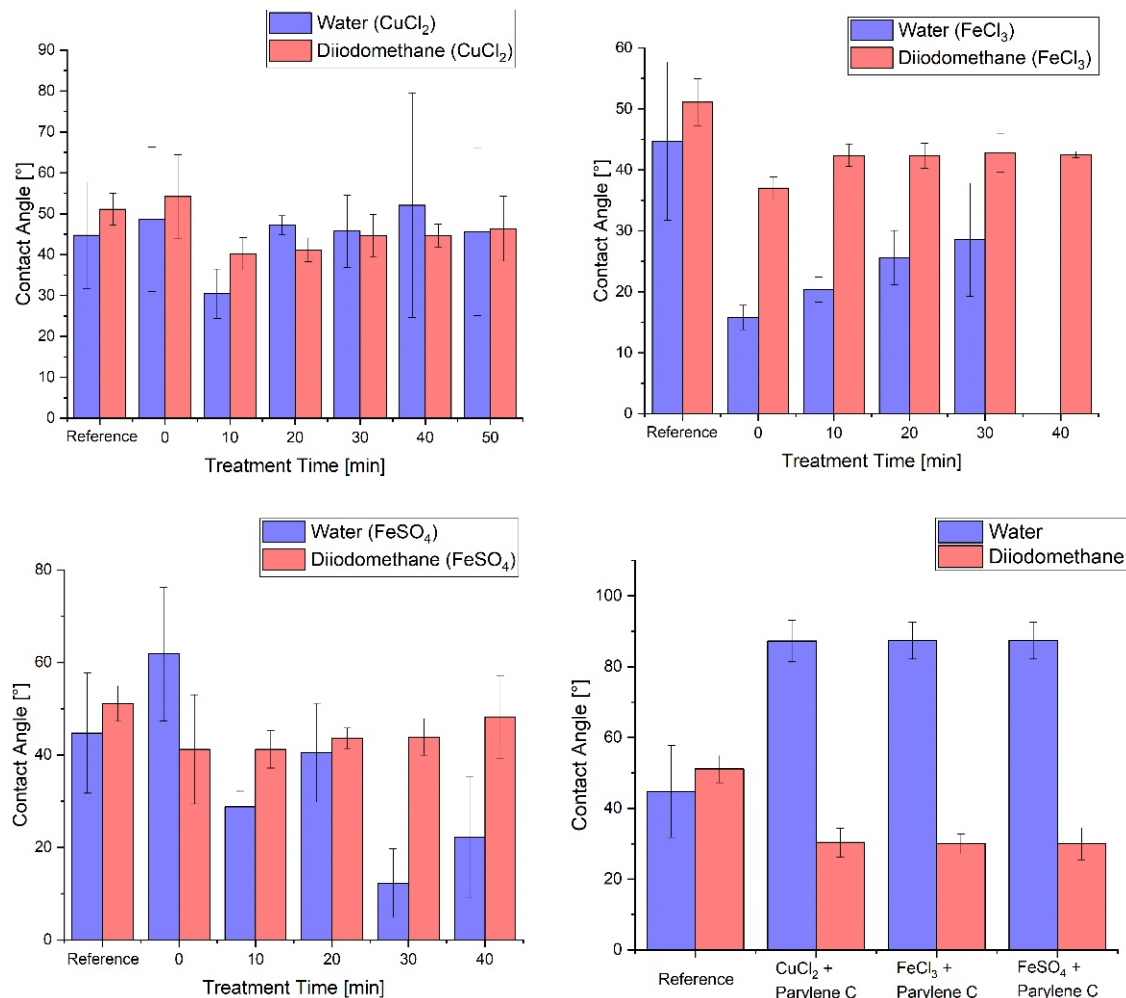 Water (CuCl₂)
Diiodomethane (CuCl₂)
90
80
70
60
50
40
30
20
10
0
Contact Angle [°]
Reference 0 10 20 30 40 50
Treatment Time [min]
Water (FeCl₃)
Diiodomethane (FeCl₃)
60
50
40
30
20
10
0
Contact Angle [°]
Reference 0 10 20 30 40
Treatment Time [min]
Water (FeSO₄)
Diiodomethane (FeSO₄)
80
60
40
20
0
Contact Angle [°]
Reference 0 10 20 30 40
Treatment Time [min]
Water
Diiodomethane
100
80
60
40
20
0
Contact Angle [°]
Reference
CuCl₂ +
Parylene C
FeCl₃ +
Parylene C
FeSO₄ +
Parylene C